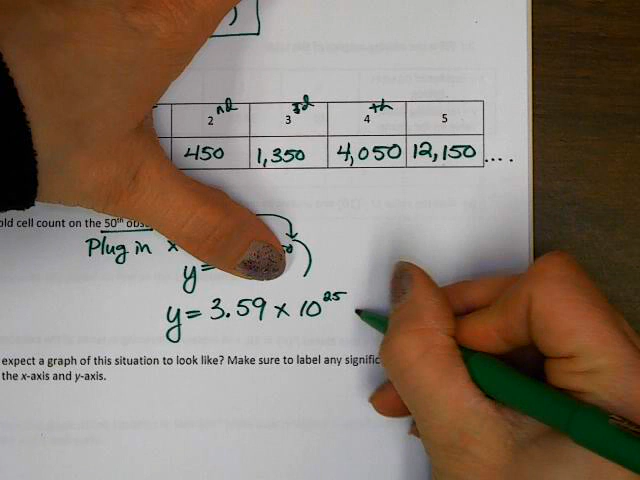 2nd 3rd 4th 5
450 1,350 4,050 12,150 ....
old cell count on the 50th obs
Plug in x
y=
y = 3.59 x 10^25
expect a graph of this situation to look like? Make sure to label any signific
the x-axis and y-axis.